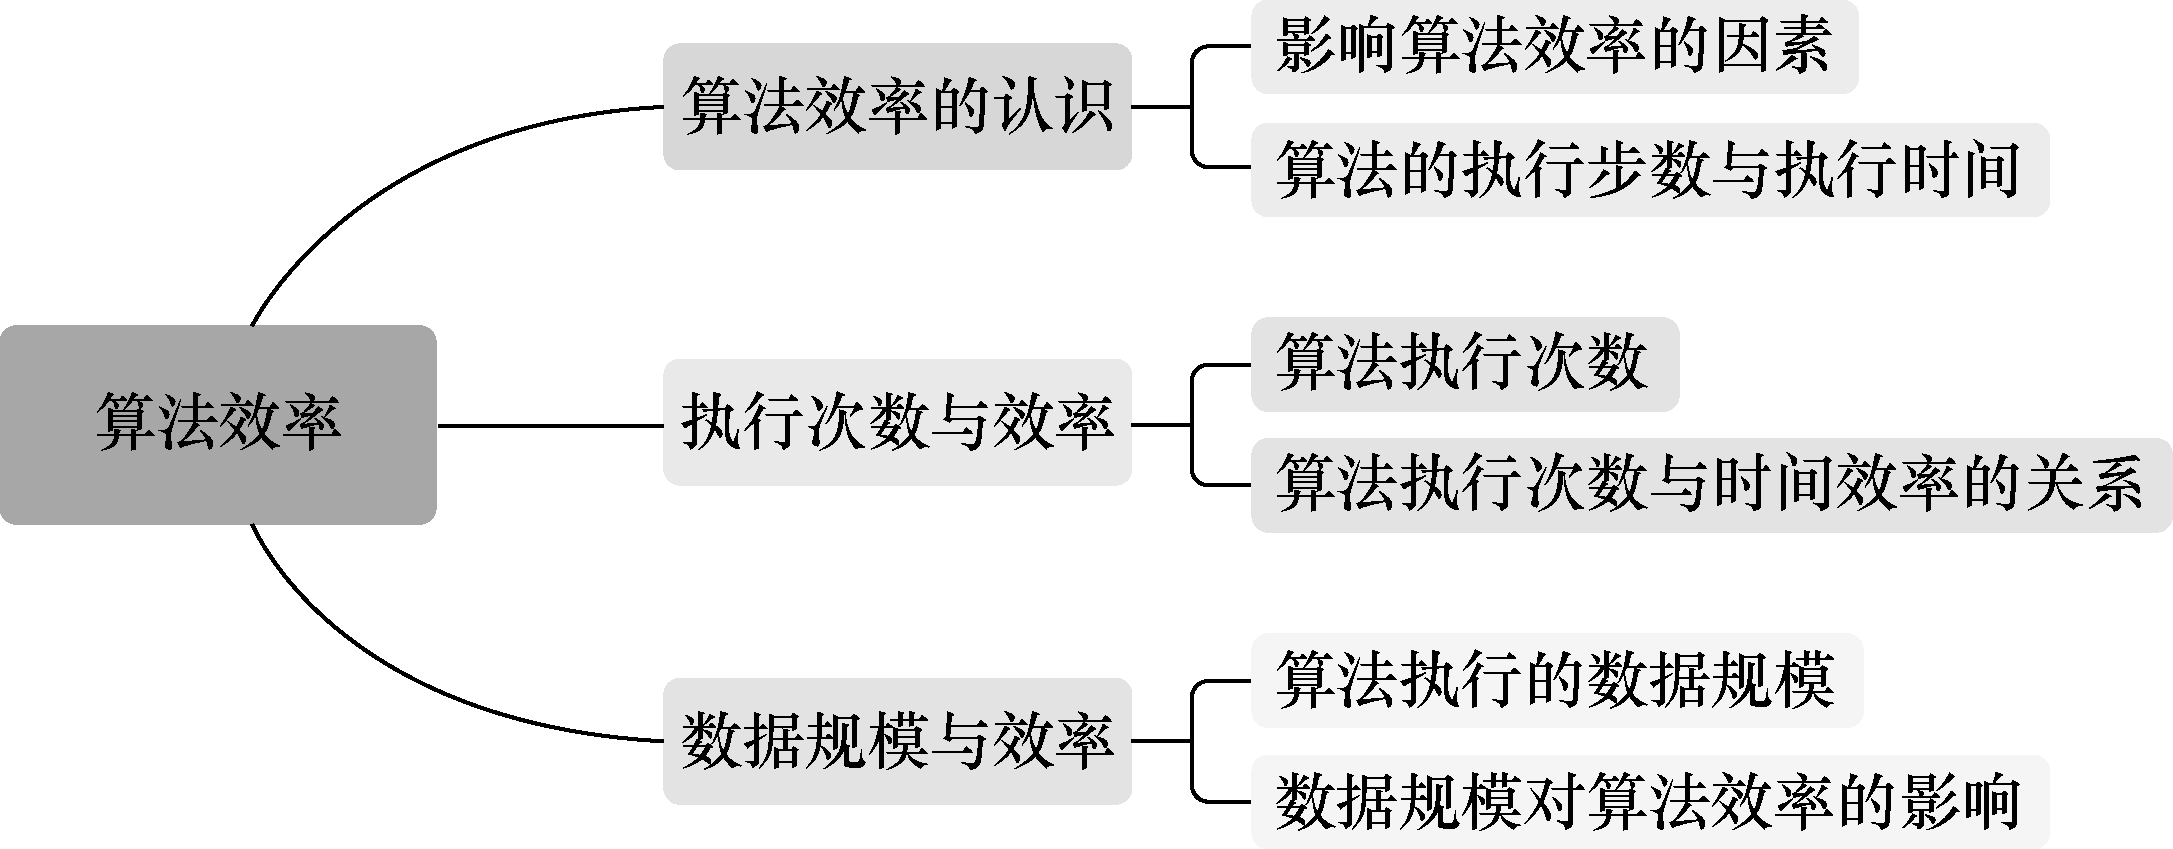 算法效率
算法效率的认识
影响算法效率的因素
算法的执行步数与执行时间
执行次数与效率
算法执行次数
算法执行次数与时间效率的关系
数据规模与效率
算法执行的数据规模
数据规模对算法效率的影响